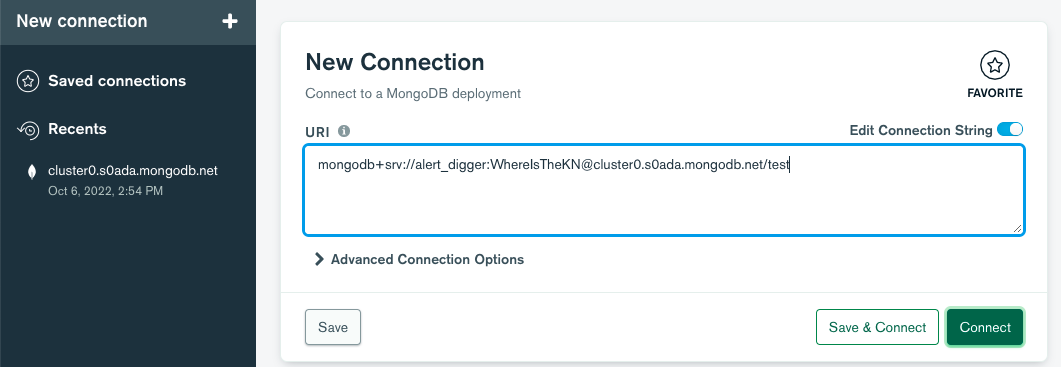 New connection
Saved connections
Recents
cluster0.s0ada.mongodb.net
Oct 6, 2022, 2:54 PM
New Connection
Connect to a MongoDB deployment
FAVORITE
URI
Edit Connection String
mongodb+srv://alert_digger:WhereIsTheKN@cluster0.s0ada.mongodb.net/test
Advanced Connection Options
Save
Save & Connect
Connect